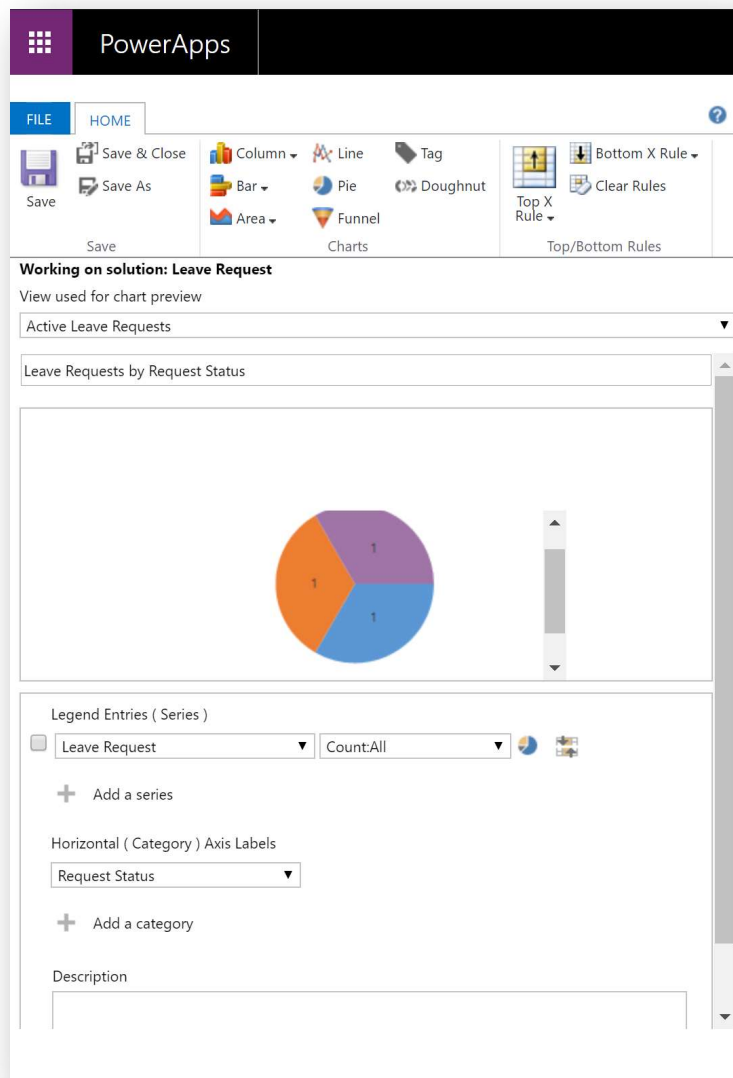 PowerApps
FILE HOME
Save & Close Column Line Tag Bottom X Rule
Save As Bar Pie Doughnut Clear Rules
Save Area Funnel Top X
Rule
Save Charts Top/Bottom Rules
Working on solution: Leave Request
View used for chart preview
Active Leave Requests
Leave Requests by Request Status
1
1
1
Legend Entries ( Series )
Leave Request Count:All
Add a series
Horizontal ( Category ) Axis Labels
Request Status
Add a category
Description